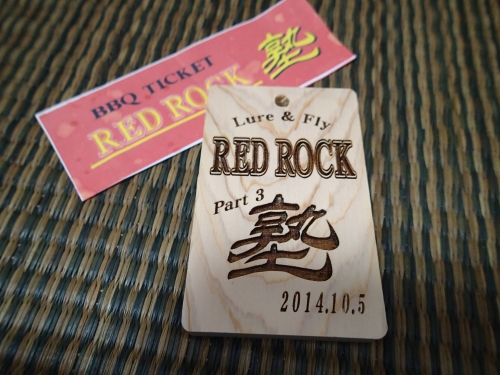 BBQ TICKET
RED ROCK 塾
Lure & Fly
RED ROCK
Part 3
塾
2014.10.5